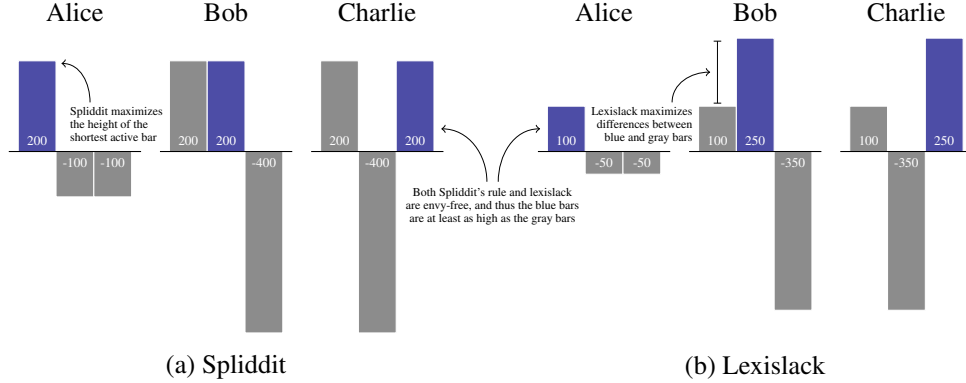 Alice Bob Charlie Alice Bob Charlie
Spliddit maximizes
the height of the
shortest active bar
Lexislack maximizes
differences between
blue and gray bars
200 -100 -100
200 200 -400
200 -400 200
100 -50 -50
100 250 -350
100 -350 250
Both Spliddit's rule and lexislack
are envy-free, and thus the blue bars
are at least as high as the gray bars
(a) Spliddit
(b) Lexislack